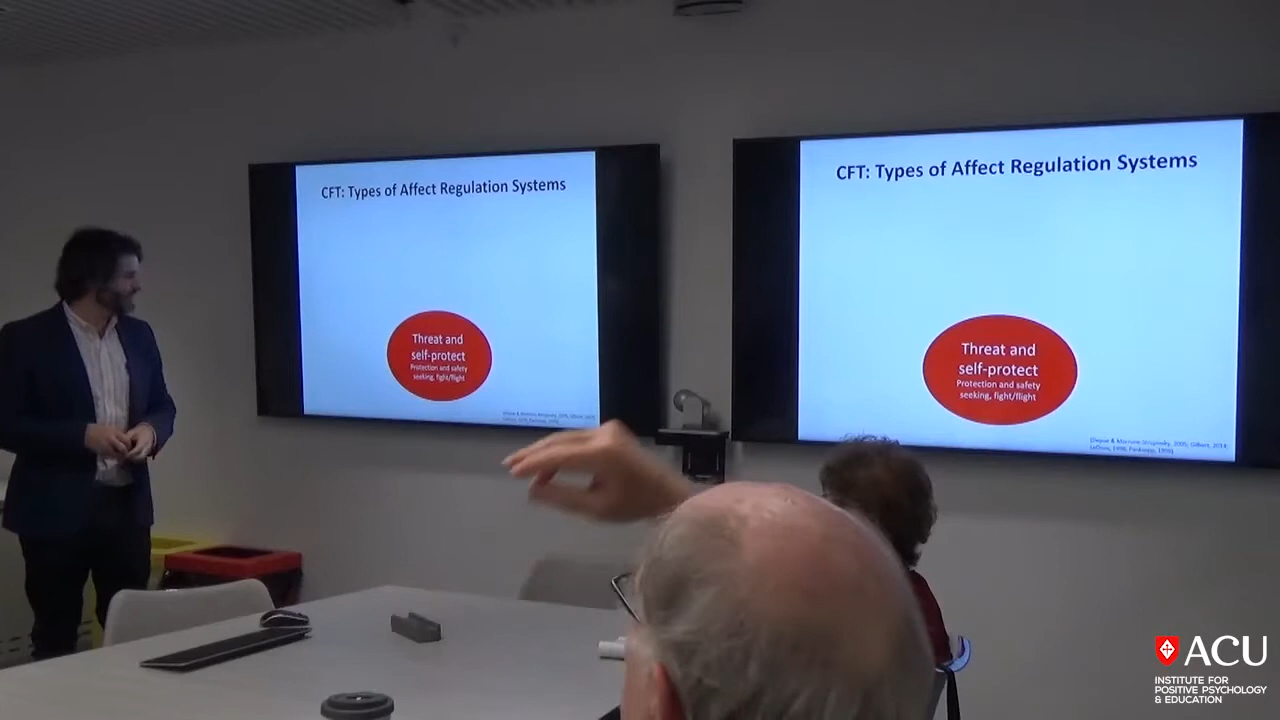 CFT: Types of Affect Regulation Systems
Threat and
self-protect
Protection and safety
seeking, fight/flight
CFT: Types of Affect Regulation Systems
Threat and
self-protect
Protection and safety
seeking, fight/flight
ACU
INSTITUTE FOR
POSITIVE PSYCHOLOGY
& EDUCATION